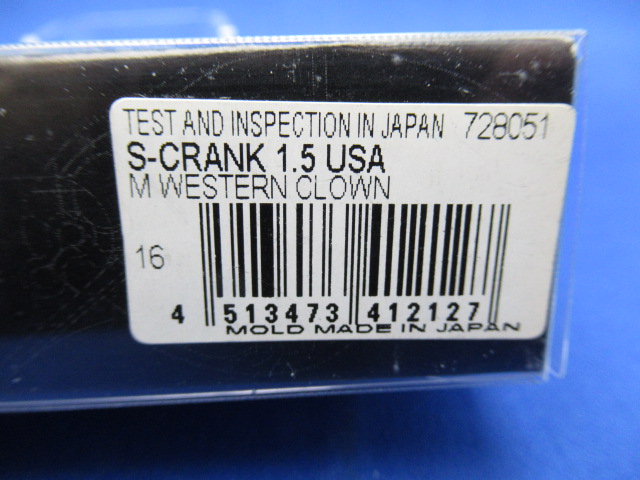 TEST AND INSPECTION IN JAPAN 728051
S-CRANK 1.5 USA
M WESTERN CLOWN
16
4 513473 412127
MOLD MADE IN JAPAN